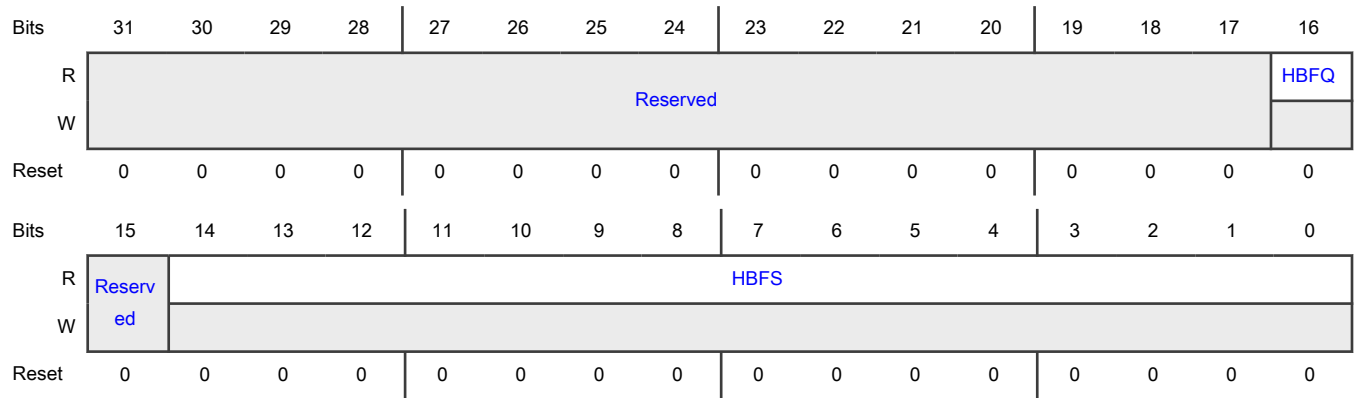 Bits 31 30 29 28 27 26 25 24 23 22 21 20 19 18 17 16
R HBFQ
Reserved
W
Reset 0 0 0 0 0 0 0 0 0 0 0 0 0 0 0 0
Bits 15 14 13 12 11 10 9 8 7 6 5 4 3 2 1 0
R Reserv HBFS
W ed
Reset 0 0 0 0 0 0 0 0 0 0 0 0 0 0 0 0